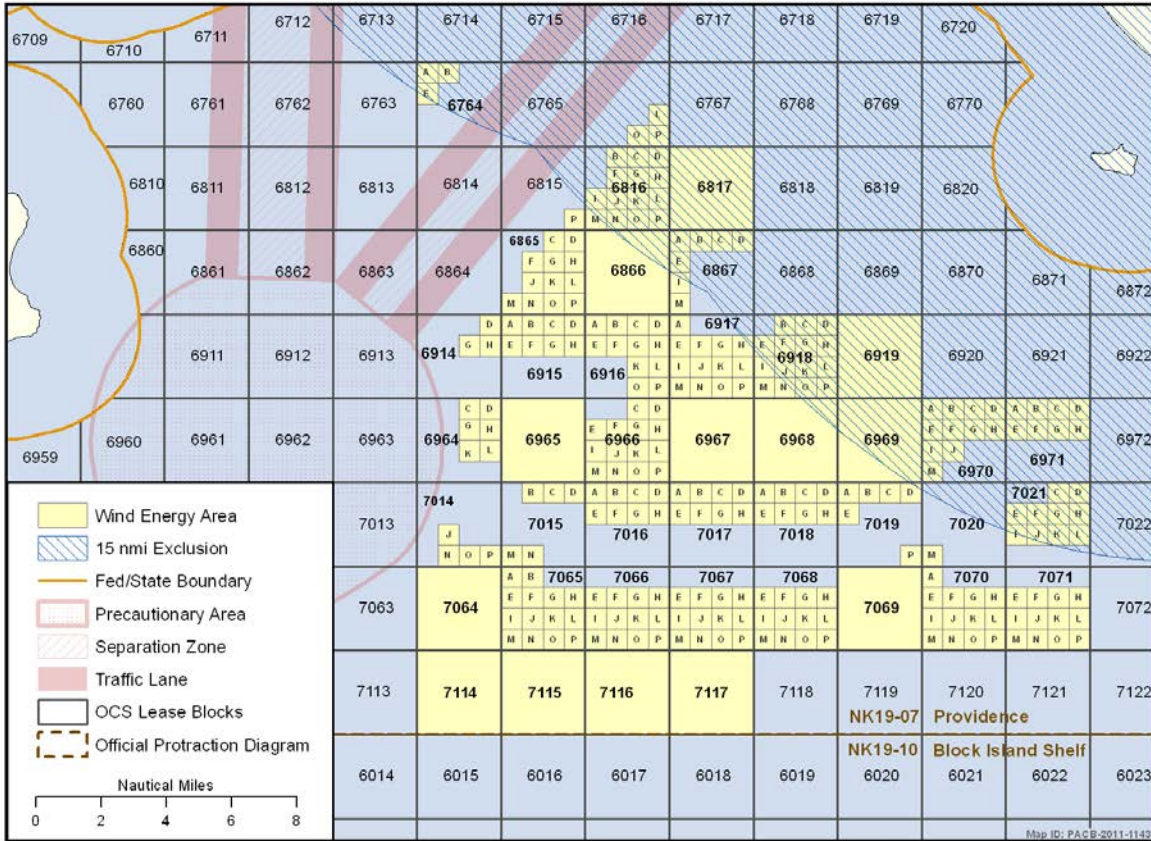 6712 6713 6714 6715 6716 6717 6718 6719 6720
6709 6710 6711
A B
E
6760 6761 6762 6763 6764 6765 6767 6768 6769 6770
L
O P
B C D
6810 6811 6812 6813 6814 6815 6816 6817 6818 6819 6820
E F G H
I J K L
P M N O P
6860 6865 C D A B C D
F G H E
6861 6862 6863 6864 6866 6867 6868 6869 6870 6871 6872
J K L I
M N O P M
D A B C D A B C D A 6917 B C D
6911 6912 6913 6914 G H E F G H E F G H E F G H E F G H 6918 6919 6920 6921 6922
6915 6916 K L I J K L I J K L
O P M N O P M N O P
C D C D A B C D A B C D
G H E F G H E F G H E F G H
6960 6961 6962 6963 6964 6965 6966 6967 6968 6969 6972
K L I J K L I J
6959 M N O P M 6970 6971
7014 B C D A B C D A B C D A B C D A B C D 7021 C D
E F G H E F G H E F G H E E F G H
7013 J 7015 7016 7017 7018 7019 7020 I J K L 7022
N O P M N P M
A B 7065 7066 7067 7068 A 7070 7071
E F G H E F G H E F G H E F G H E F G H E F G H
7063 7064 7069 7072
I J K L I J K L I J K L I J K L I J K L I J K L
M N O P M N O P M N O P M N O P M N O P M N O P
7113 7114 7115 7116 7117 7118 7119 7120 7121 7122
NK19-07 Providence
NK19-10 Block Island Shelf
6014 6015 6016 6017 6018 6019 6020 6021 6022 6023
Wind Energy Area
15 nmi Exclusion
Fed/State Boundary
Precautionary Area
Separation Zone
Traffic Lane
OCS Lease Blocks
Official Protraction Diagram
Nautical Miles
0 2 4 6 8
Map ID: PACB-2011-1143